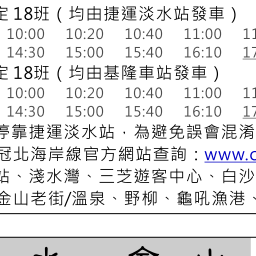 定 18班 ( 均由捷運淡水站發車 )
10:00 10:20 10:40 11:00 11
14:30 15:00 15:40 16:10 17
定 18班 ( 均由基隆車站發車 )
10:00 10:20 10:40 11:00 11
14:30 15:00 15:40 16:10 17
停靠捷運淡水站，為避免誤會混淆
冠北海岸線官方網站查詢：www.c
站、淺水灣、三芝遊客中心、白沙
金山老街/溫泉、野柳、龜吼漁港、